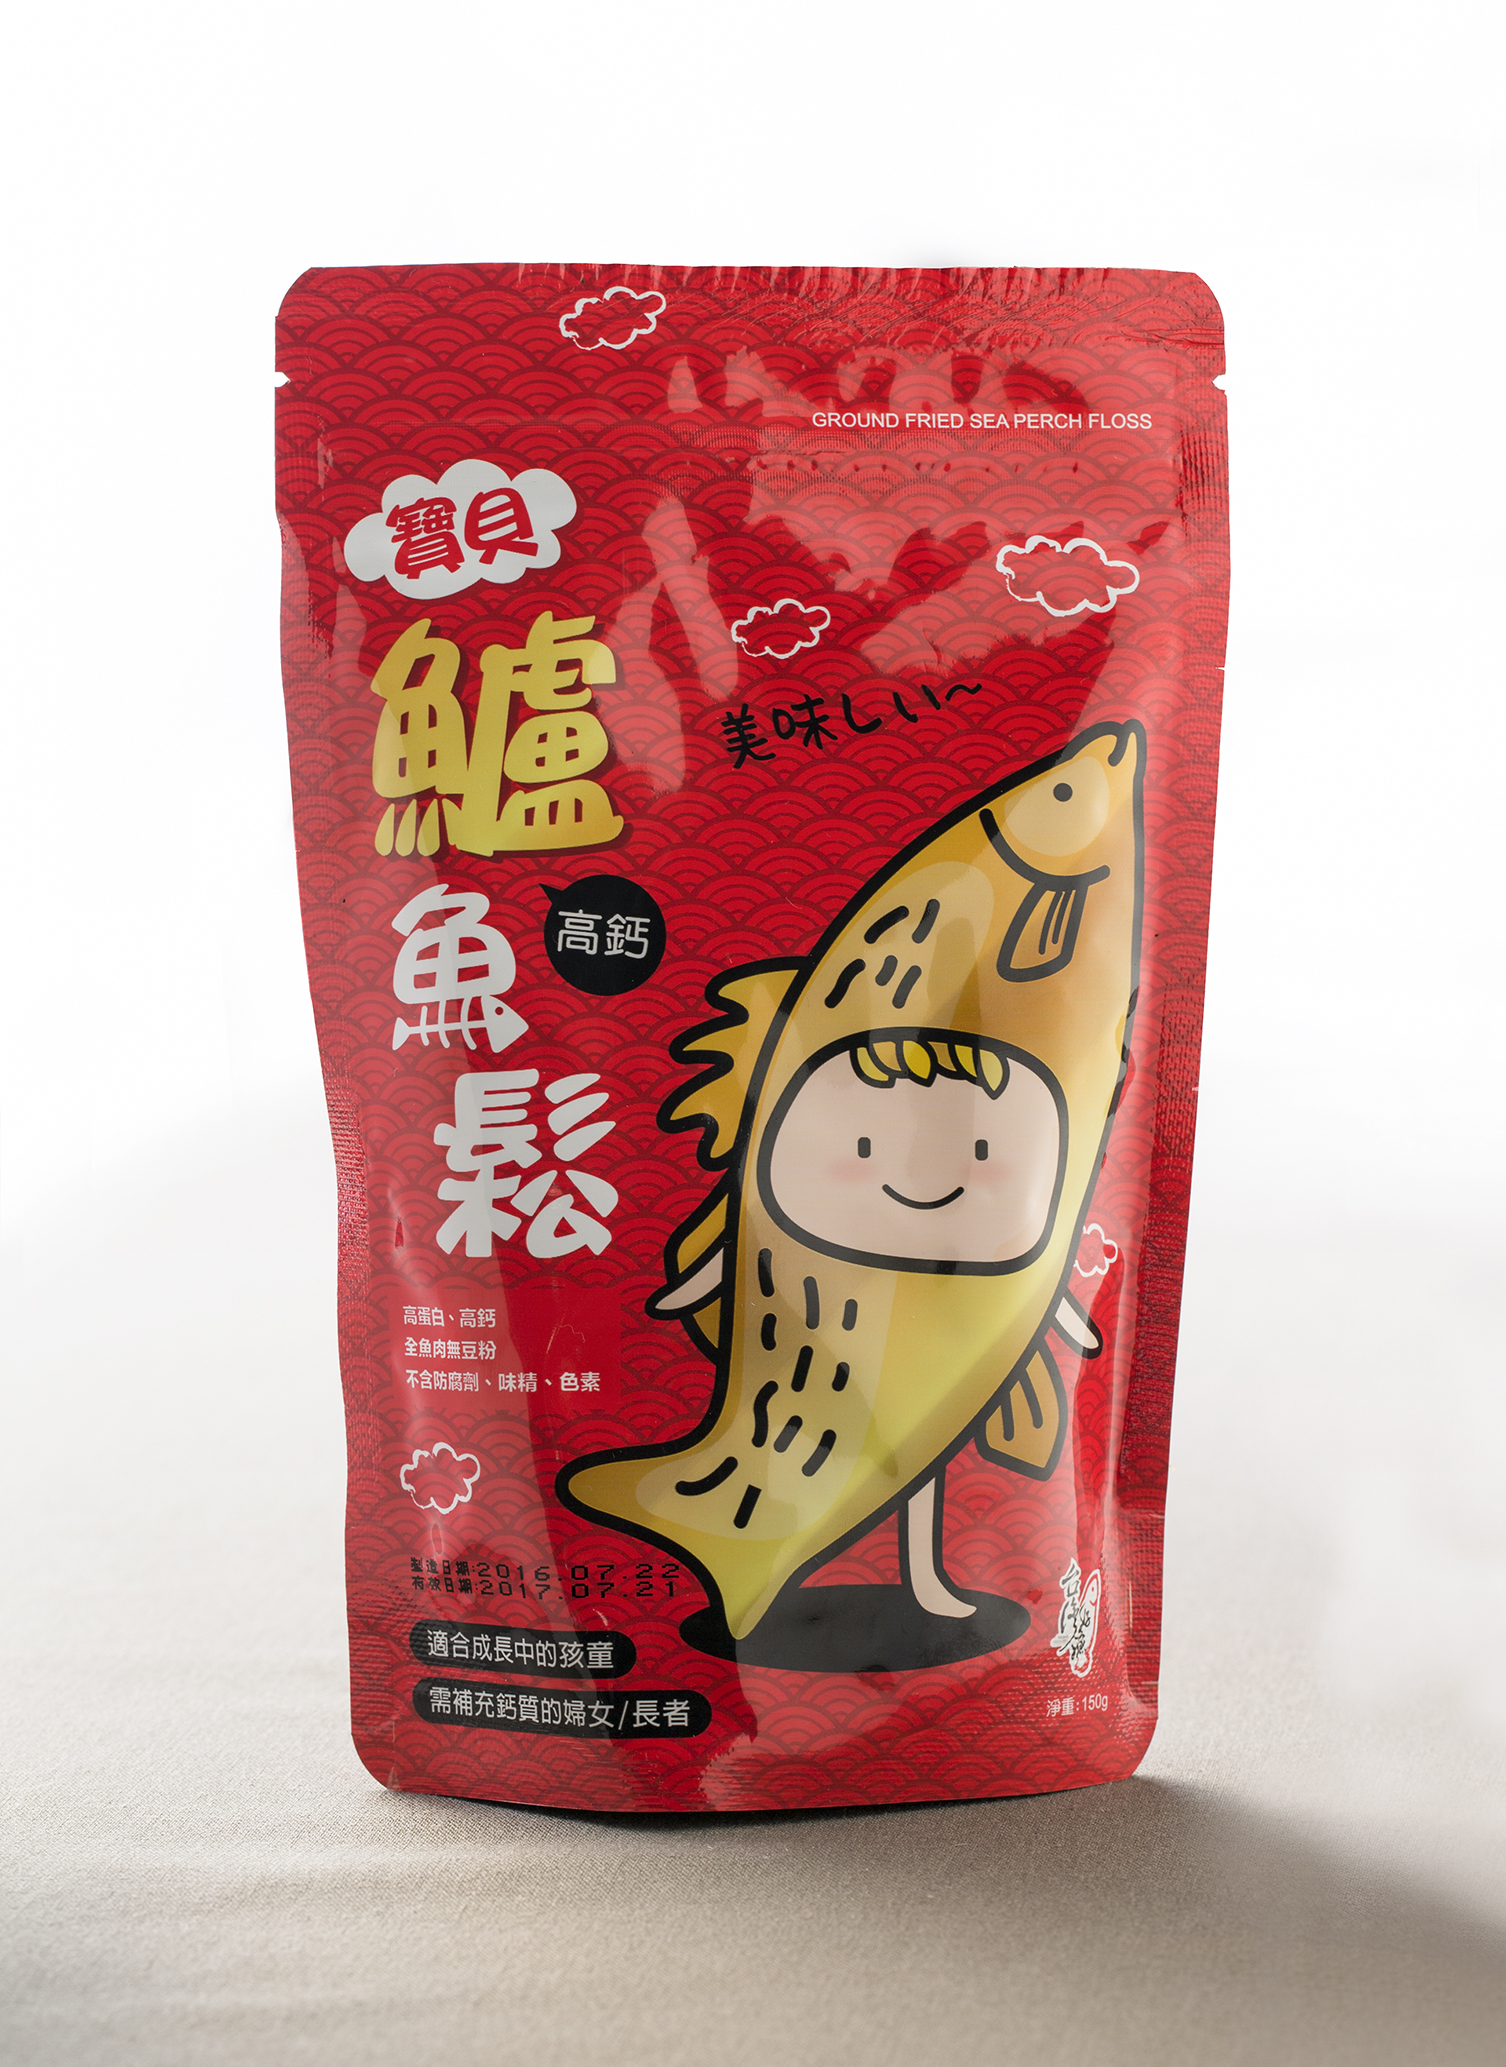 GROUND FRIED SEA PERCH FLOSS
寶貝
鱸
魚
鬆
高鈣
美味しい~
高蛋白、高鈣
全魚肉無豆粉
不含防腐劑、味精、色素
製造日期:2016.07.22
有效日期:2017.07.21
適合成長中的孩童
需補充鈣質的婦女/長者
淨重:150g